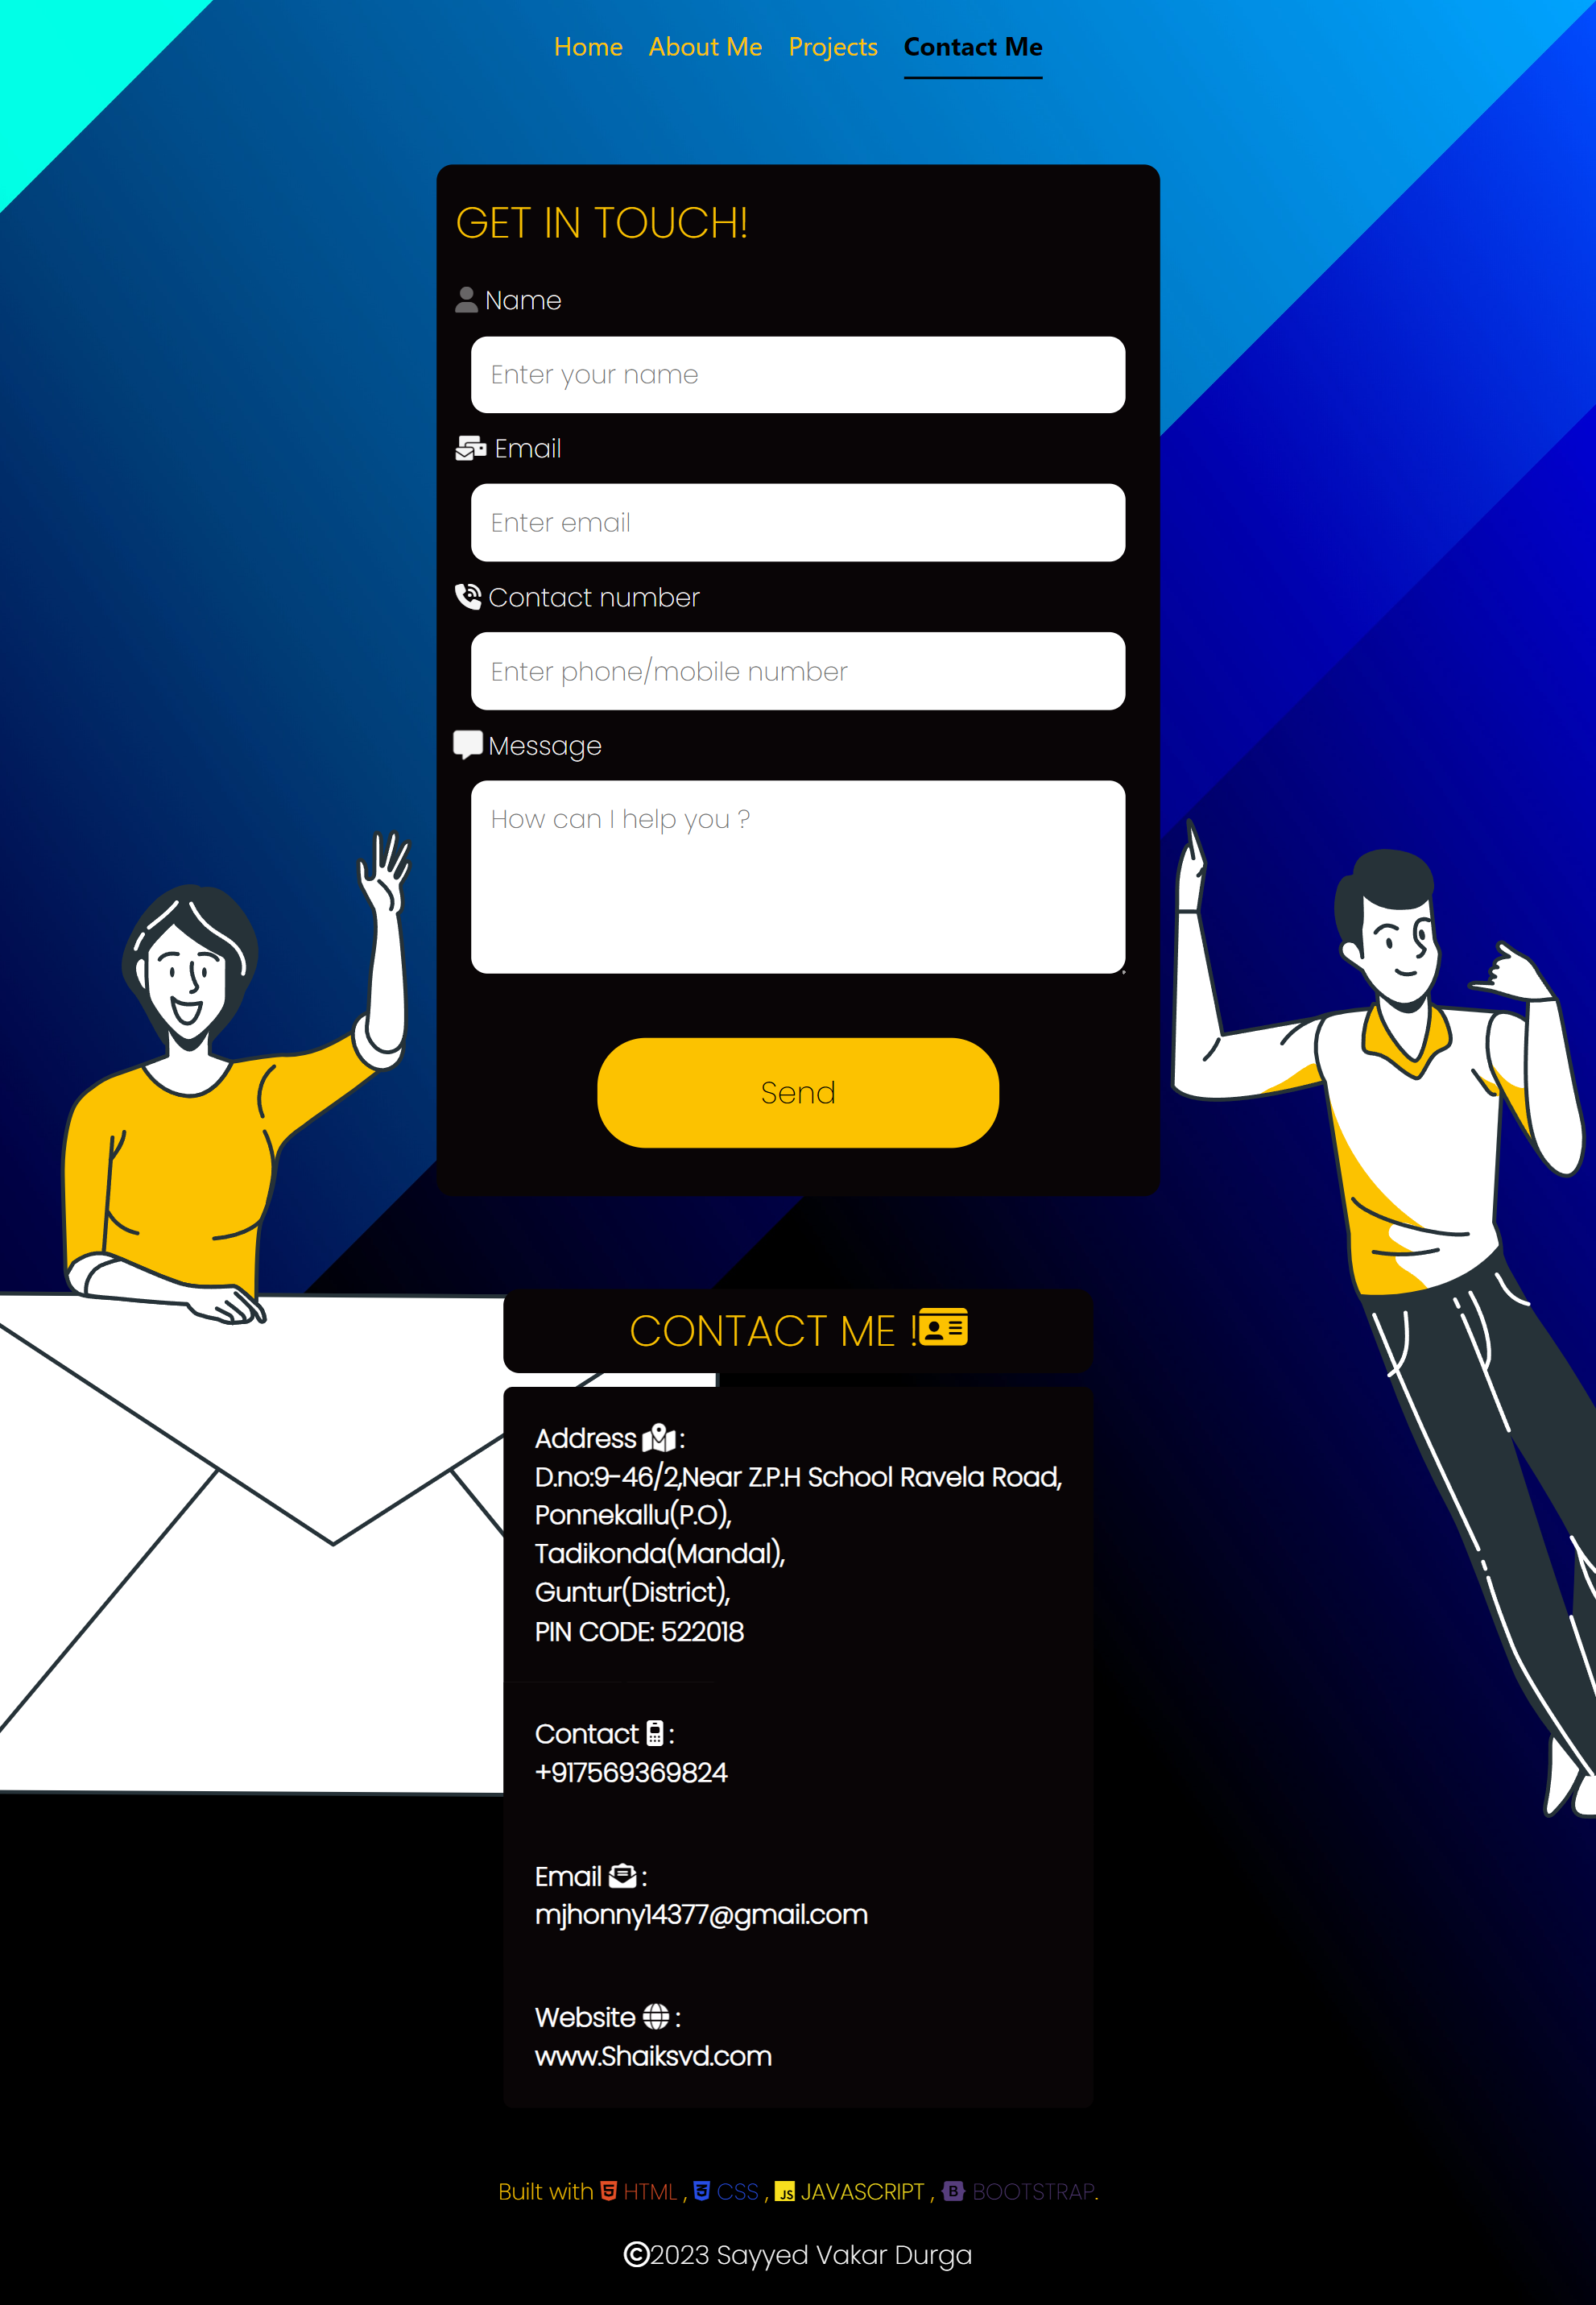 Home About Me Projects Contact Me
GET IN TOUCH!
Name
Enter your name
Email
Enter email
Contact number
Enter phone/mobile number
Message
How can I help you ?
Send
CONTACT ME !
Address :
D.no:9-46/2,Near Z.P.H School Ravela Road,
Ponnekallu(P.O),
Tadikonda(Mandal),
Guntur(District),
PIN CODE: 522018
Contact :
+917569369824
Email :
mjhonny14377@gmail.com
Website :
www.Shaiksvd.com
Built with HTML , CSS , JS JAVASCRIPT , B BOOTSTRAP.
©2023 Sayyed Vakar Durga